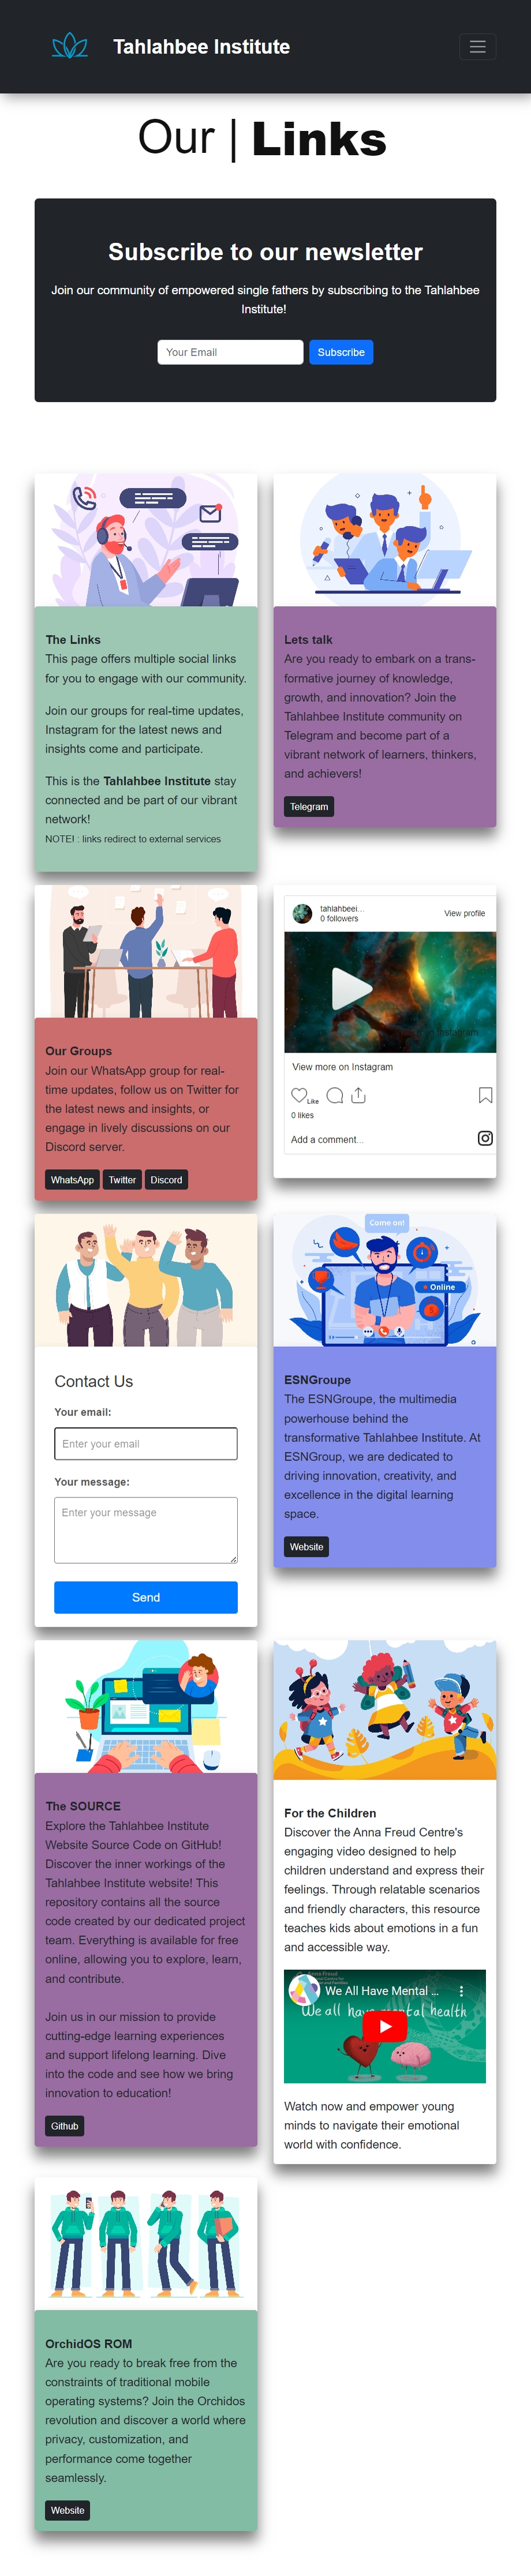 Tahlahbee Institute
Our | Links
Subscribe to our newsletter
Join our community of empowered single fathers by subscribing to the Tahlahbee
Institute!
Your Email
Subscribe
The Links
This page offers multiple social links
for you to engage with our community.
Join our groups for real-time updates,
Instagram for the latest news and
insights come and participate.
This is the Tahlahbee Institute stay
connected and be part of our vibrant
network!
NOTE! : links redirect to external services
Lets talk
Are you ready to embark on a trans-
formative journey of knowledge,
growth, and innovation? Join the
Tahlahbee Institute community on
Telegram and become part of a
vibrant network of learners, thinkers,
and achievers!
Telegram
Our Groups
Join our WhatsApp group for real-
time updates, follow us on Twitter for
the latest news and insights, or
engage in lively discussions on our
Discord server.
WhatsApp
Twitter
Discord
tahlahbeei...
0 followers
View profile
Instagram
View more on Instagram
Like
0 likes
Add a comment...
Contact Us
Your email:
Enter your email
Your message:
Enter your message
Send
Come on!
Online
ESNGroupe
The ESNGroupe, the multimedia
powerhouse behind the
transformative Tahlahbee Institute. At
ESNGroup, we are dedicated to
driving innovation, creativity, and
excellence in the digital learning
space.
Website
The SOURCE
Explore the Tahlahbee Institute
Website Source Code on GitHub!
Discover the inner workings of the
Tahlahbee Institute website! This
repository contains all the source
code created by our dedicated project
team. Everything is available for free
online, allowing you to explore, learn,
and contribute.
Join us in our mission to provide
cutting-edge learning experiences
and support lifelong learning. Dive
into the code and see how we bring
innovation to education!
Github
For the Children
Discover the Anna Freud Centre's
engaging video designed to help
children understand and express their
feelings. Through relatable scenarios
and friendly characters, this resource
teaches kids about emotions in a fun
and accessible way.
We All Have Mental ...
We all have mental health
Watch now and empower young
minds to navigate their emotional
world with confidence.
OrchidOS ROM
Are you ready to break free from the
constraints of traditional mobile
operating systems? Join the Orchidos
revolution and discover a world where
privacy, customization, and
performance come together
seamlessly.
Website